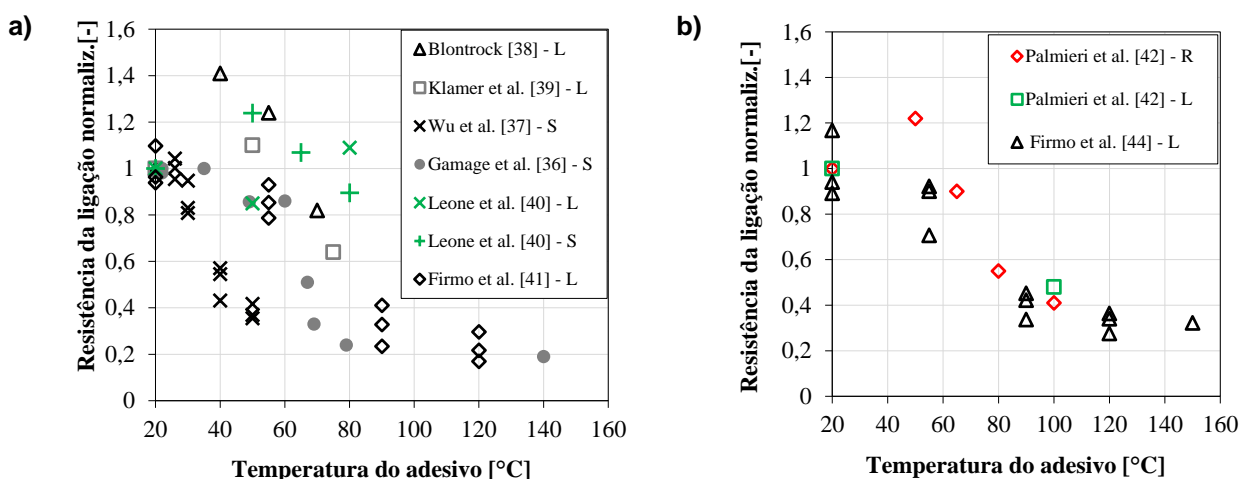 a)
Resistência da ligação normaliz.[-]
1,6
1,4
1,2
1
0,8
0,6
0,4
0,2
0
20 40 60 80 100 120 140 160
Temperatura do adesivo [°C]
Blontrock [38] - L
Klamer et al. [39] - L
Wu et al. [37] - S
Gamage et al. [36] - S
Leone et al. [40] - L
Leone et al. [40] - S
Firmo et al. [41] - L
b)
Resistência da ligação normaliz.[-]
1,6
1,4
1,2
1
0,8
0,6
0,4
0,2
0
20 40 60 80 100 120 140 160
Temperatura do adesivo [°C]
Palmieri et al. [42] - R
Palmieri et al. [42] - L
Firmo et al. [44] - L